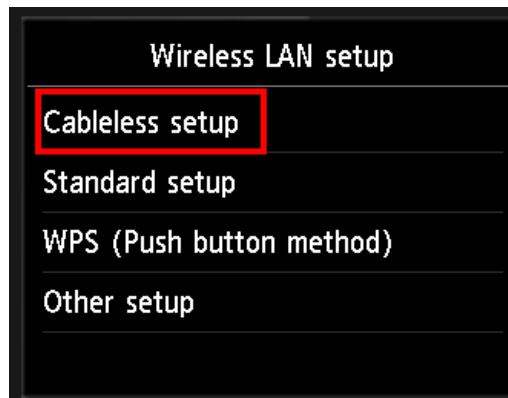 Wireless LAN setup
Cableless setup
Standard setup
WPS (Push button method)
Other setup